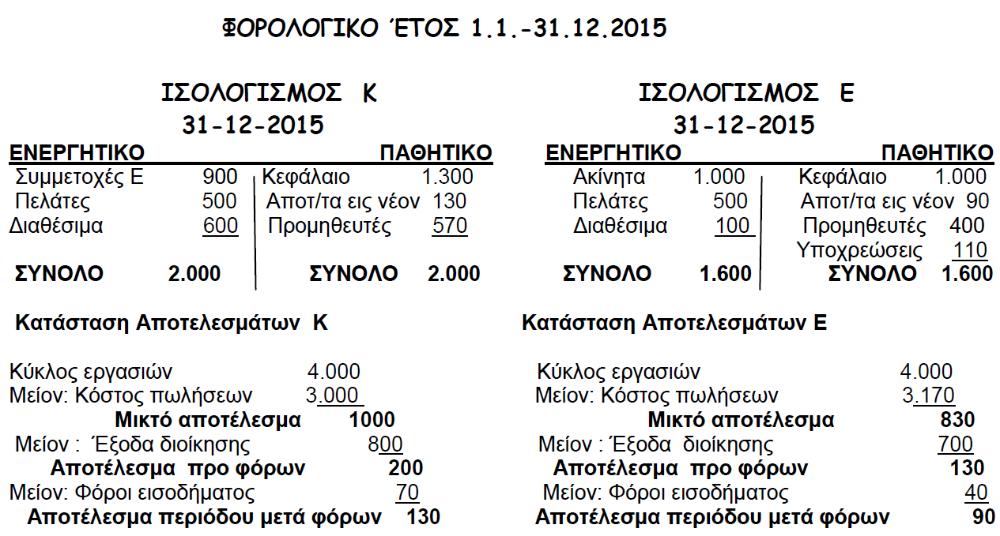 ΦΟΡΟΛΟΓΙΚΟ ΈΤΟΣ 1.1.-31.12.2015
ΙΣΟΛΟΓΙΣΜΟΣ Κ
31-12-2015
ΕΝΕΡΓΗΤΙΚΟ ΠΑΘΗΤΙΚΟ
Συμμετοχές Ε 900 Κεφάλαιο 1.300
Πελάτες 500 Αποτ/τα εις νέον 130
Διαθέσιμα 600 Προμηθευτές 570
ΣΥΝΟΛΟ 2.000 ΣΥΝΟΛΟ 2.000
Κατάσταση Αποτελεσμάτων Κ
Κύκλος εργασιών 4.000
Μείον: Κόστος πωλήσεων 3.000
Μικτό αποτέλεσμα 1000
Μείον : Έξοδα διοίκησης 800
Αποτέλεσμα προ φόρων 200
Μείον: Φόροι εισοδήματος 70
Αποτέλεσμα περιόδου μετά φόρων 130
ΙΣΟΛΟΓΙΣΜΟΣ Ε
31-12-2015
ΕΝΕΡΓΗΤΙΚΟ ΠΑΘΗΤΙΚΟ
Ακίνητα 1.000 Κεφάλαιο 1.000
Πελάτες 500 Αποτ/τα εις νέον 90
Διαθέσιμα 100 Προμηθευτές 400
Υποχρεώσεις 110
ΣΥΝΟΛΟ 1.600 ΣΥΝΟΛΟ 1.600
Κατάσταση Αποτελεσμάτων Ε
Κύκλος εργασιών 4.000
Μείον: Κόστος πωλήσεων 3.170
Μικτό αποτέλεσμα 830
Μείον : Έξοδα διοίκησης 700
Αποτέλεσμα προ φόρων 130
Μείον: Φόροι εισοδήματος 40
Αποτέλεσμα περιόδου μετά φόρων 90